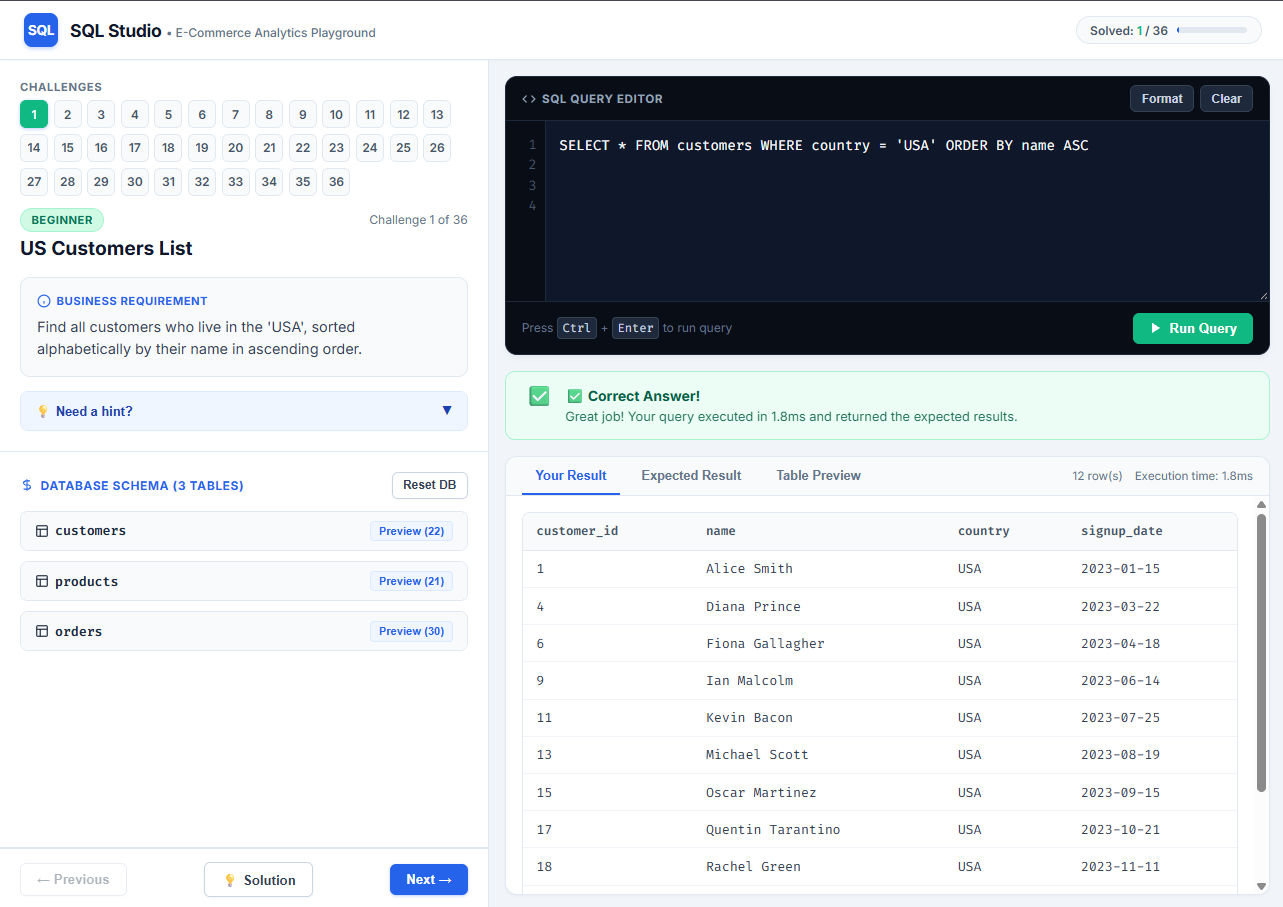 SQL SQL Studio • E-Commerce Analytics Playground
Solved: 1 / 36
CHALLENGES
1 2 3 4 5 6 7 8 9 10 11 12 13
14 15 16 17 18 19 20 21 22 23 24 25 26
27 28 29 30 31 32 33 34 35 36
BEGINNER
Challenge 1 of 36
US Customers List
BUSINESS REQUIREMENT
Find all customers who live in the 'USA', sorted
alphabetically by their name in ascending order.
💡 Need a hint? ▼
DATABASE SCHEMA (3 TABLES)
Reset DB
customers Preview (22)
products Preview (21)
orders Preview (30)
← Previous
💡 Solution
Next →
<> SQL QUERY EDITOR
Format
Clear
1 SELECT * FROM customers WHERE country = 'USA' ORDER BY name ASC
2
3
4
Press Ctrl + Enter to run query
▶ Run Query
✅ ✅ Correct Answer!
Great job! Your query executed in 1.8ms and returned the expected results.
Your Result Expected Result Table Preview
12 row(s) Execution time: 1.8ms
customer_id name country signup_date
1 Alice Smith USA 2023-01-15
4 Diana Prince USA 2023-03-22
6 Fiona Gallagher USA 2023-04-18
9 Ian Malcolm USA 2023-06-14
11 Kevin Bacon USA 2023-07-25
13 Michael Scott USA 2023-08-19
15 Oscar Martinez USA 2023-09-15
17 Quentin Tarantino USA 2023-10-21
18 Rachel Green USA 2023-11-11